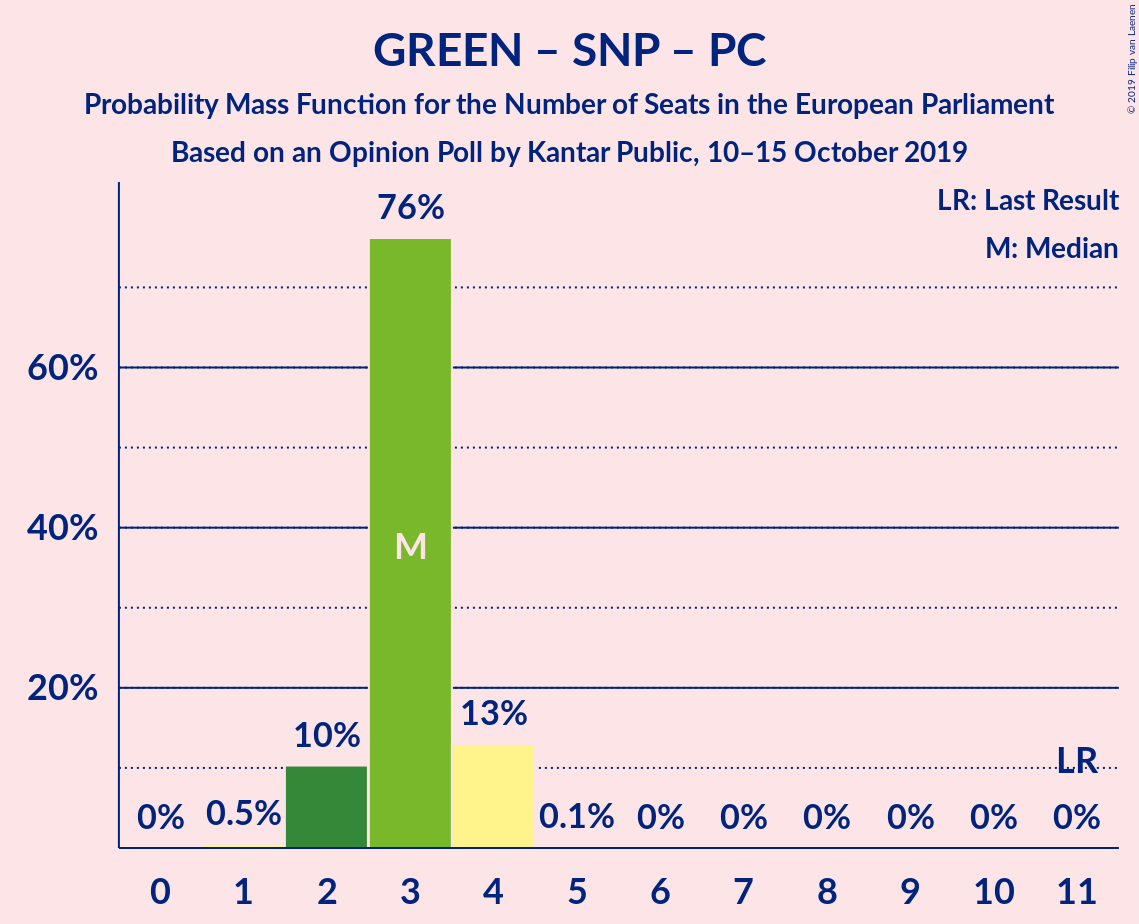 GREEN – SNP – PC
Probability Mass Function for the Number of Seats in the European Parliament
Based on an Opinion Poll by Kantar Public, 10–15 October 2019
© 2019 Filip van Laenen
LR: Last Result
M: Median
60%
40%
20%
0%
0.5%
10%
76%
M
13%
0.1%
0%
0%
0%
0%
0%
LR
0%
0 1 2 3 4 5 6 7 8 9 10 11